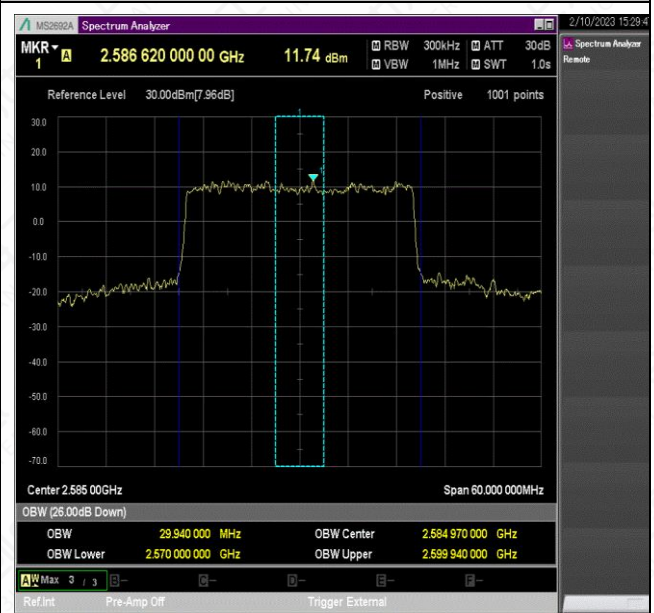 MS2692A Spectrum Analyzer
2/10/2023 15:29:4
MKR 1 A 2.586 620 000 00 GHz 11.74 dBm
M RBW 300kHz M ATT 30dB
M VBW 1MHz M SWT 1.0s
Spectrum Analyzer
Remote
Reference Level 30.00dBm[7.96dB] Positive 1001 points
1
30.0
20.0
10.0
1
0.0
-10.0
-20.0
-30.0
-40.0
-50.0
-60.0
-70.0
Center 2.585 00GHz Span 60.000 000MHz
OBW (26.00dB Down)
OBW 29.940 000 MHz OBW Center 2.584 970 000 GHz
OBW Lower 2.570 000 000 GHz OBW Upper 2.599 940 000 GHz
A W Max 3 / 3 B- C- D- E- F-
Ref.Int Pre-Amp Off Trigger External